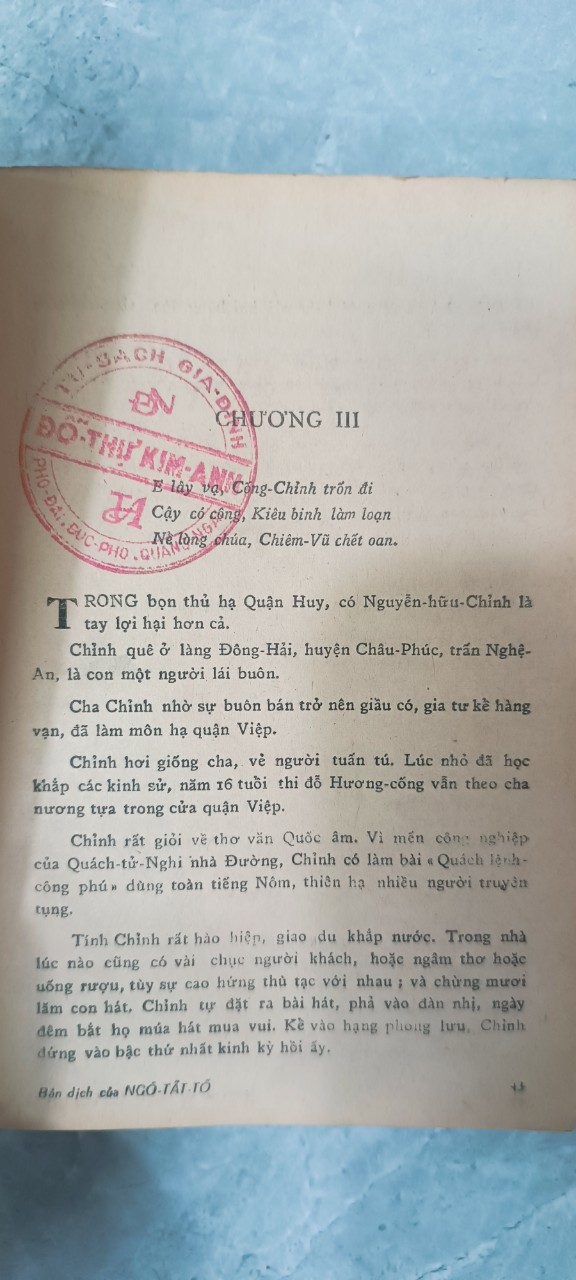 TỦ-SÁCH GIA-ĐÌNH
ĐỖ-THỰ KIM-ANH
CHƯƠNG III
E lây vạ, Cống-Chỉnh trốn đi
Cậy có công, Kiêu binh làm loạn
Nề lòng chúa, Chiêm-Vũ chết oan.
TRONG bọn thủ hạ Quận Huy, có Nguyễn-hữu-Chỉnh là
tay lợi hại hơn cả.
Chỉnh quê ở làng Đông-Hải, huyện Châu-Phúc, trấn Nghệ-
An, là con một người lái buôn.
Cha Chỉnh nhờ sự buôn bán trở nên giầu có, gia tư kề hàng
vạn, đã làm môn hạ quận Việp.
Chỉnh hơi giống cha, vẻ người tuấn tú. Lúc nhỏ đã học
khắp các kinh sử, năm 16 tuổi thi đỗ Hương-cống vẫn theo cha
nương tựa trong cửa quận Việp.
Chỉnh rất giỏi về thơ văn Quốc âm. Vì mến công nghiệp
của Quách-tử-Nghi nhà Đường, Chỉnh có làm bài « Quách lệnh-
công phú » dùng toàn tiếng Nôm, thiên hạ nhiều người truyền
tụng.
Tính Chỉnh rất hào hiệp, giao du khắp nước. Trong nhà
lúc nào cũng có vài chục người khách, hoặc ngâm thơ hoặc
uống rượu, tùy sự cao hứng thù tạc với nhau ; và chừng mươi
lăm con hát. Chỉnh tự đặt ra bài hát, phả vào đàn nhị, ngày
đêm bắt họ múa hát mua vui. Kề vào hạng phong lưu, Chỉnh
đứng vào bậc thứ nhất kinh kỳ hồi ấy.
Bản dịch của NGÔ-TẤT-TỐ